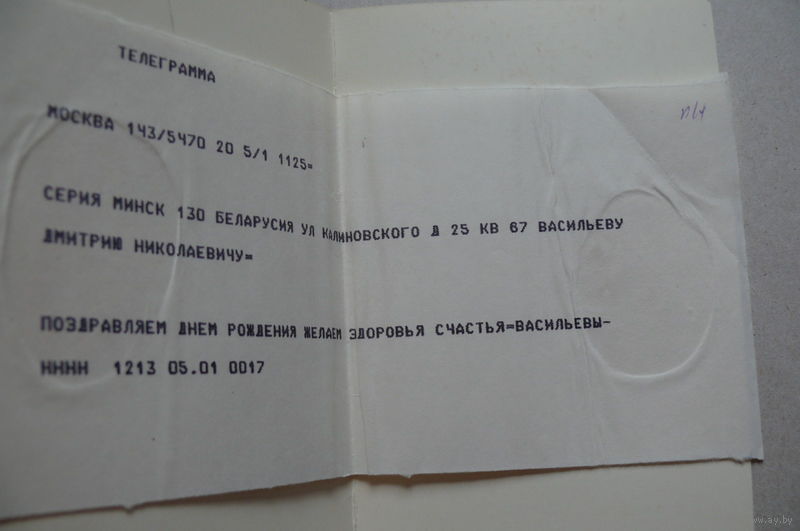 ТЕЛЕГРАММА
МОСКВА 143/5470 20 5/1 1125=
СЕРИЯ МИНСК 130 БЕЛАРУСИЯ УЛ КАЛИНОВСКОГО Д 25 КВ 67 ВАСИЛЬЕВУ
ДМИТРИЮ НИКОЛАЕВИЧУ=
ПОЗДРАВЛЯЕМ ДНЕМ РОЖДЕНИЯ ЖЕЛАЕМ ЗДОРОВЬЯ СЧАСТЬЯ=ВАСИЛЬЕВЫ-
НННН 1213 05.01 0017